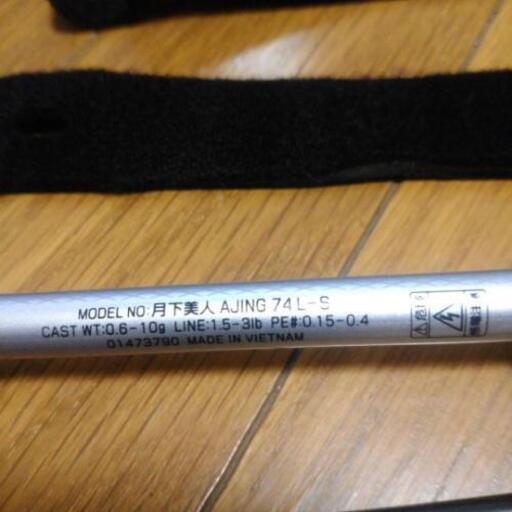 MODEL NO:月下美人 AJING 74L-S
CAST WT:0.6-10g LINE:1.5-3lb PE#:0.15-0.4
01473790 MADE IN VIETNAM